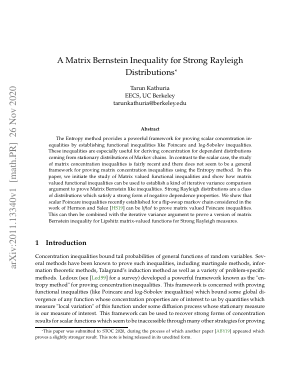 arXiv:2011.13340v1 [math.PR] 26 Nov 2020
A Matrix Bernstein Inequality for Strong Rayleigh
Distributions*
Tarun Kathuria
EECS, UC Berkeley
tarunkathuria@berkeley.edu
Abstract
The Entropy method provides a powerful framework for proving scalar concentration in-
equalities by establishing functional inequalities like Poincare and log-Sobolev inequalities.
These inequalities are especially useful for deriving concentration for dependent distributions
coming from stationary distributions of Markov chains. In contrast to the scalar case, the study
of matrix concentration inequalities is fairly recent and there does not seem to be a general
framework for proving matrix concentration inequalities using the Entropy method. In this
paper, we initiate the study of Matrix valued functional inequalities and show how matrix
valued functional inequalities can be used to establish a kind of iterative variance comparison
argument to prove Matrix Bernstein like inequalities. Strong Rayleigh distributions are a class
of distributions which satisfy a strong form of negative dependence properties. We show that
scalar Poincare inequalities recently established for a flip-swap markov chain considered in the
work of Hermon and Salez [HS19] can be lifted to prove matrix valued Poincare inequalities.
This can then be combined with the iterative variance argument to prove a version of matrix
Bernstein inequality for Lipshitz matrix-valued functions for Strong Rayleigh measures.
1 Introduction
Concentration inequalities bound tail probabilities of general functions of random variables. Sev-
eral methods have been known to prove such inequalities, including martingale methods, infor-
mation theoretic methods, Talagrand's induction method as well as a variety of problem-specific
methods. Ledoux (see [Led99] for a survey) developed a powerful framework known as the "en-
tropy method" for proving concentration inequalities. This framework is concerned with proving
functional inequalities (like Poincare and log-Sobolev inequalities) which bound some global di-
vergence of any function whose concentration properties are of interest to us by quantities which
measure "local variation" of this function under some diffusion process whose stationary measure
is our measure of interest. This framework can be used to recover strong forms of concentration
results for scalar functions which seem to be inaccessible through many other strategies for proving
*This paper was submitted to STOC 2020, during the process of which another paper [ABY19] appeared which
proves a slightly stronger result. This note is being released in its unedited form.